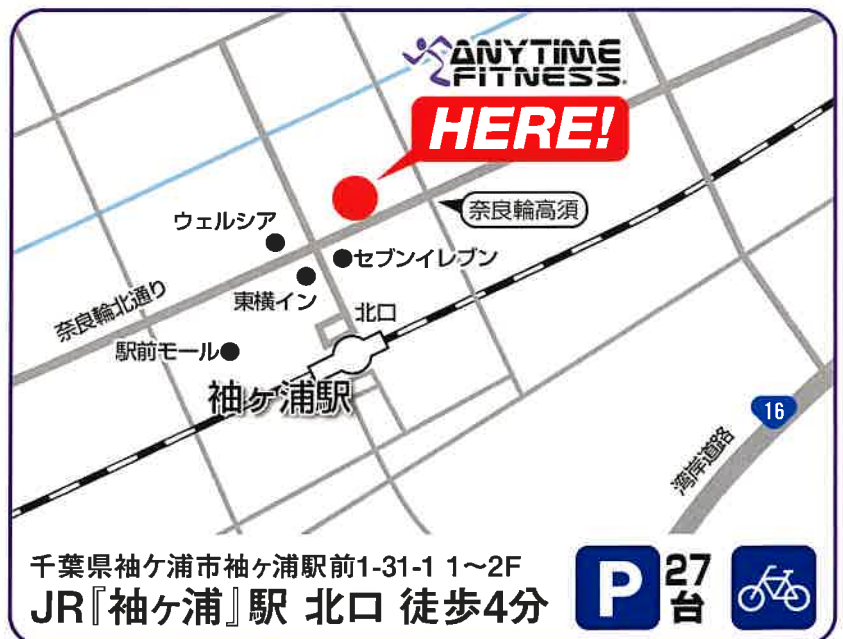 ANYTIME
FITNESS.
HERE!
奈良輪高須
ウェルシア
セブンイレブン
東横イン
北口
奈良輪北通り
駅前モール
袖ヶ浦駅
16
湾岸道路
千葉県袖ケ浦市袖ヶ浦駅前1-31-1 1〜2F
JR『袖ヶ浦』駅 北口 徒歩4分
P
27
台